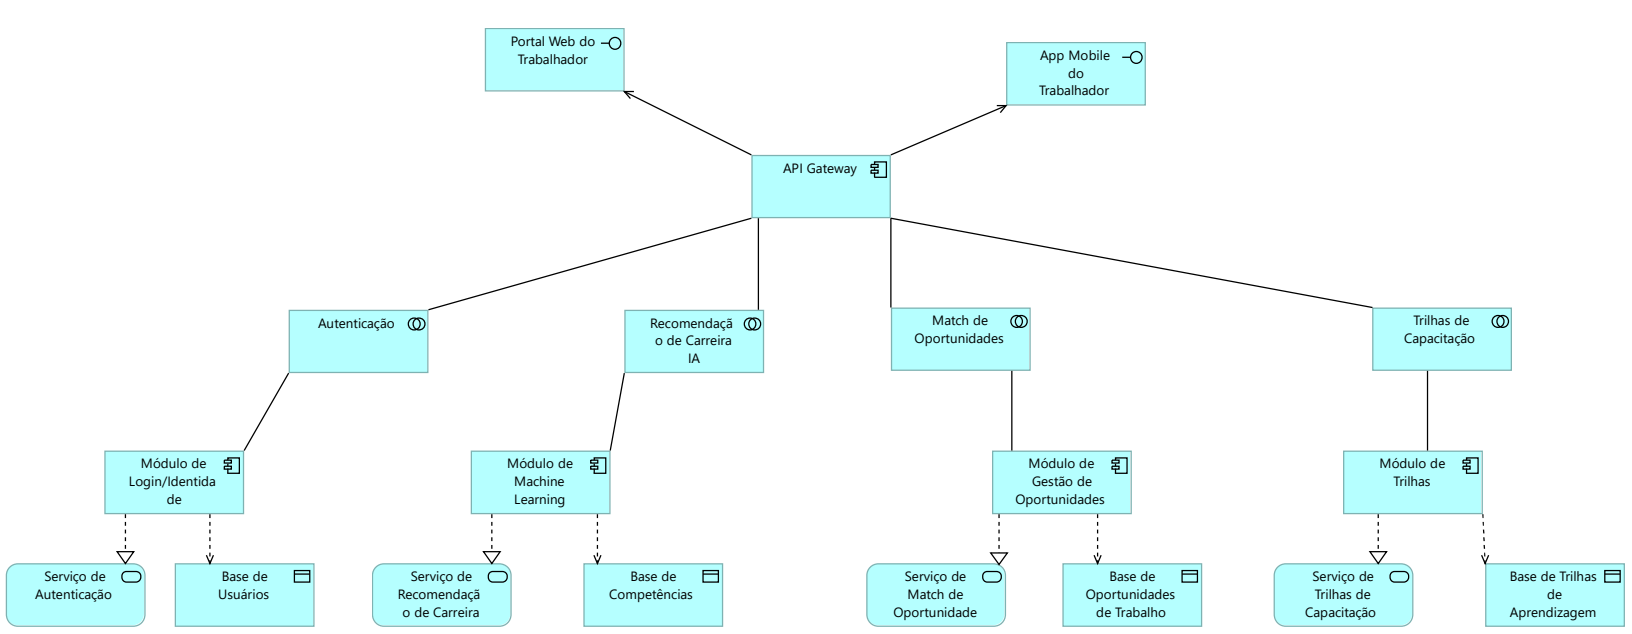 Portal Web do
Trabalhador
App Mobile
do
Trabalhador
API Gateway
Autenticação
Recomendaçã
o de Carreira
IA
Match de
Oportunidades
Trilhas de
Capacitação
Módulo de
Login/Identida
de
Módulo de
Machine
Learning
Módulo de
Gestão de
Oportunidades
Módulo de
Trilhas
Serviço de
Autenticação
Base de
Usuários
Serviço de
Recomendaçã
o de Carreira
Base de
Competências
Serviço de
Match de
Oportunidade
Base de
Oportunidades
de Trabalho
Serviço de
Trilhas de
Capacitação
Base de Trilhas
de
Aprendizagem